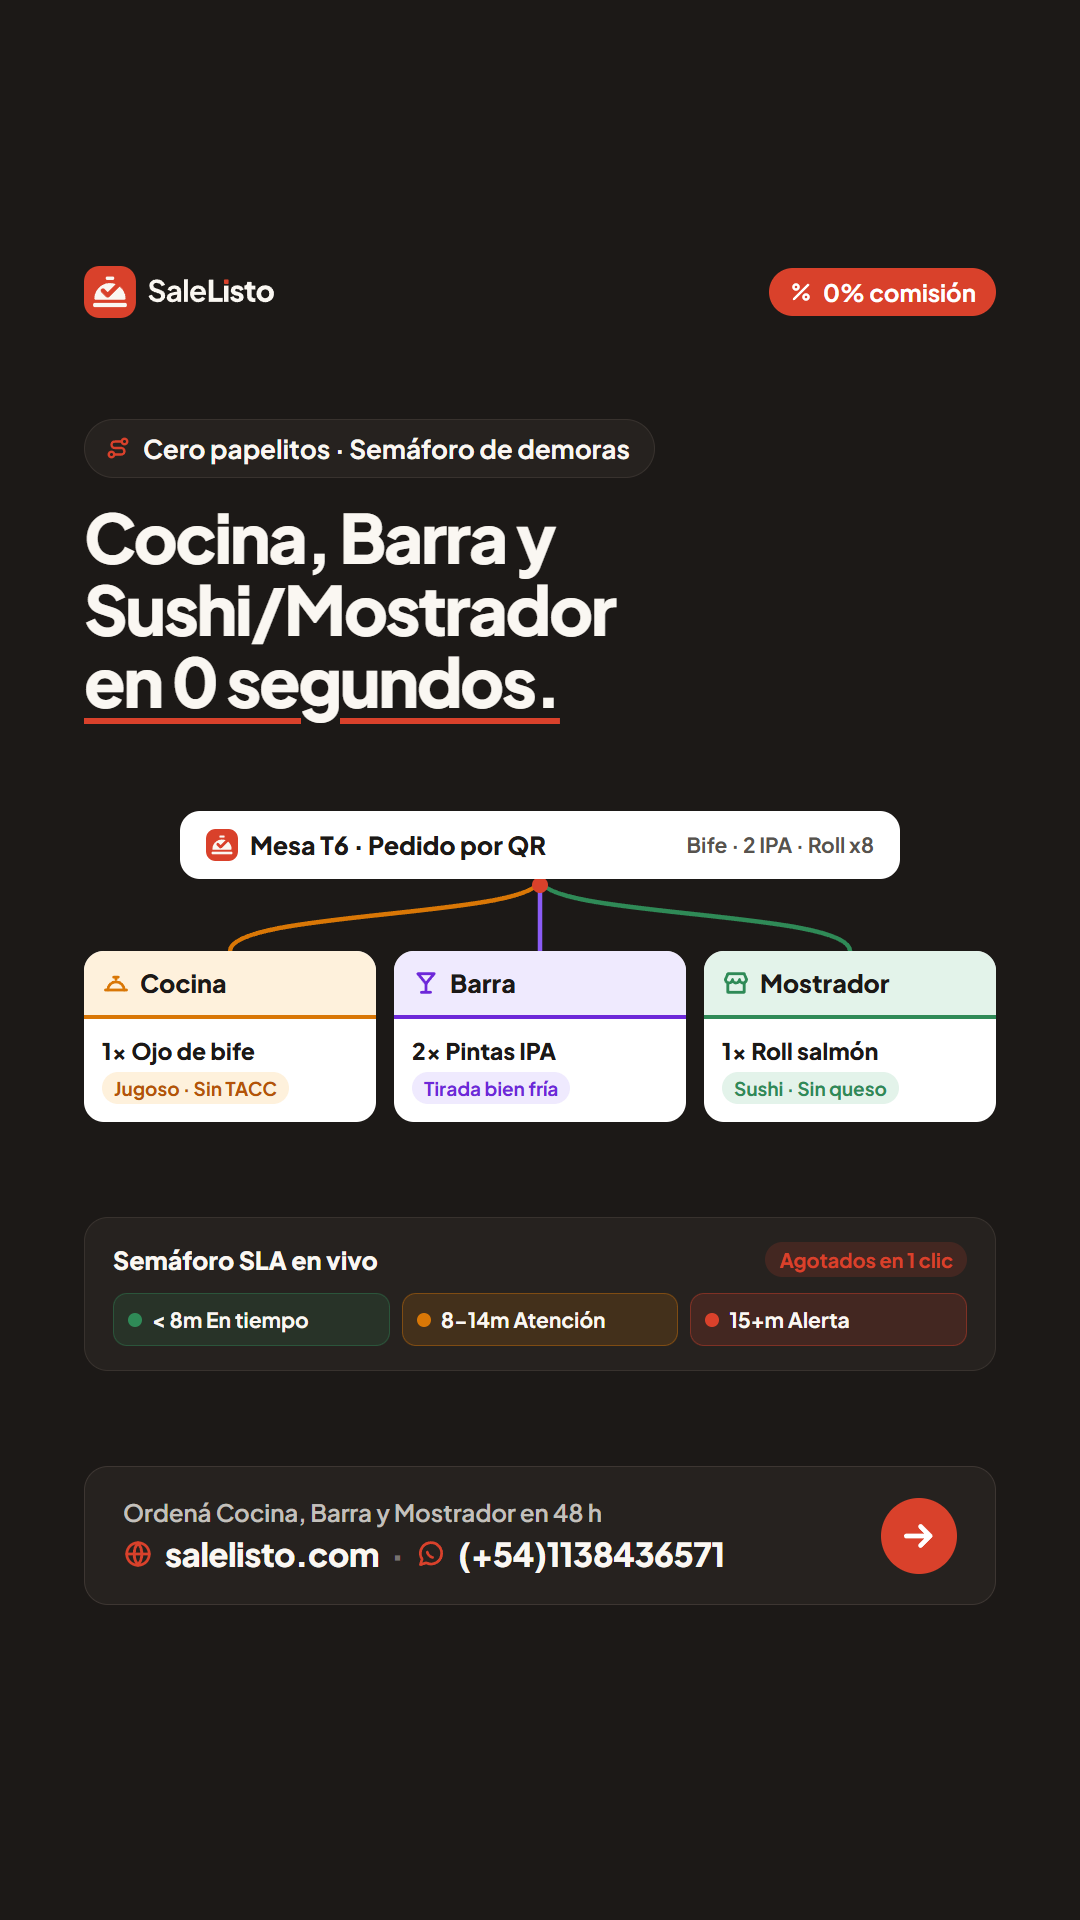 SaleListo
0% comisión
Cero papelitos · Semáforo de demoras
Cocina, Barra y
Sushi/Mostrador
en 0 segundos.
Mesa T6 · Pedido por QR
Bife · 2 IPA · Roll x8
Cocina
Barra
Mostrador
1× Ojo de bife
2× Pintas IPA
1× Roll salmón
Jugoso · Sin TACC
Tirada bien fría
Sushi · Sin queso
Semáforo SLA en vivo
Agotados en 1 clic
< 8m En tiempo
8–14m Atención
15+m Alerta
Ordená Cocina, Barra y Mostrador en 48 h
salelisto.com · (+54)1138436571